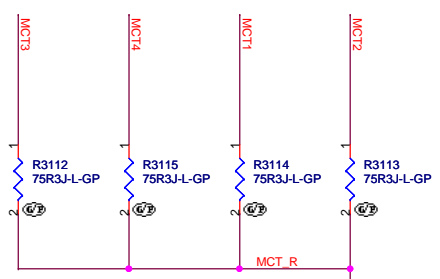 MCT3
MCT4
MCT1
MCT2
1
1
1
1
R3112
75R3J-L-GP
R3115
75R3J-L-GP
R3114
75R3J-L-GP
R3113
75R3J-L-GP
2
2
2
2
G/P
G/P
G/P
G/P
MCT_R